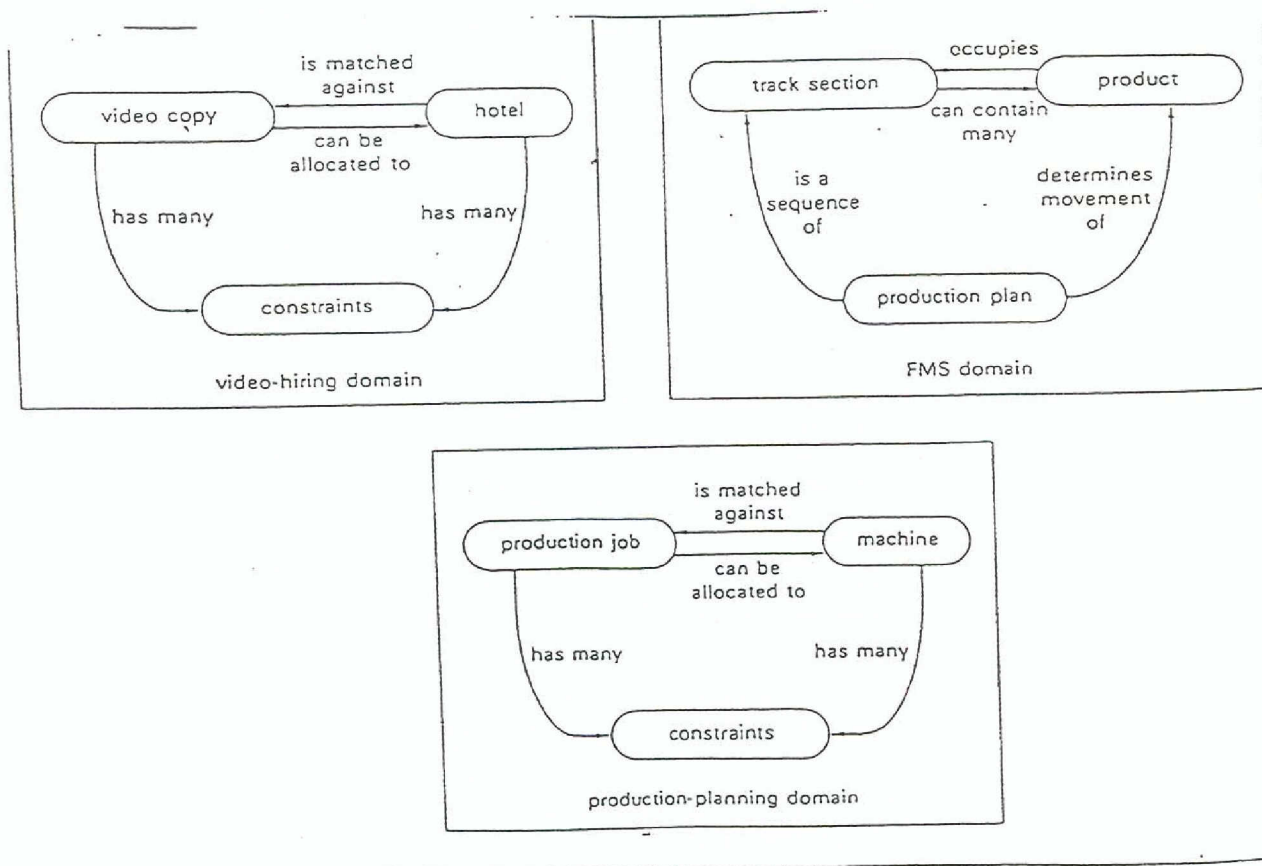 is matched
against
video copy
hotel
can be
allocated to
has many
has many
constraints
video-hiring domain
occupies
track section
product
can contain
many
is a
sequence
of
determines
movement
of
production plan
FMS domain
is matched
against
production job
machine
can be
allocated to
has many
has many
constraints
production-planning domain